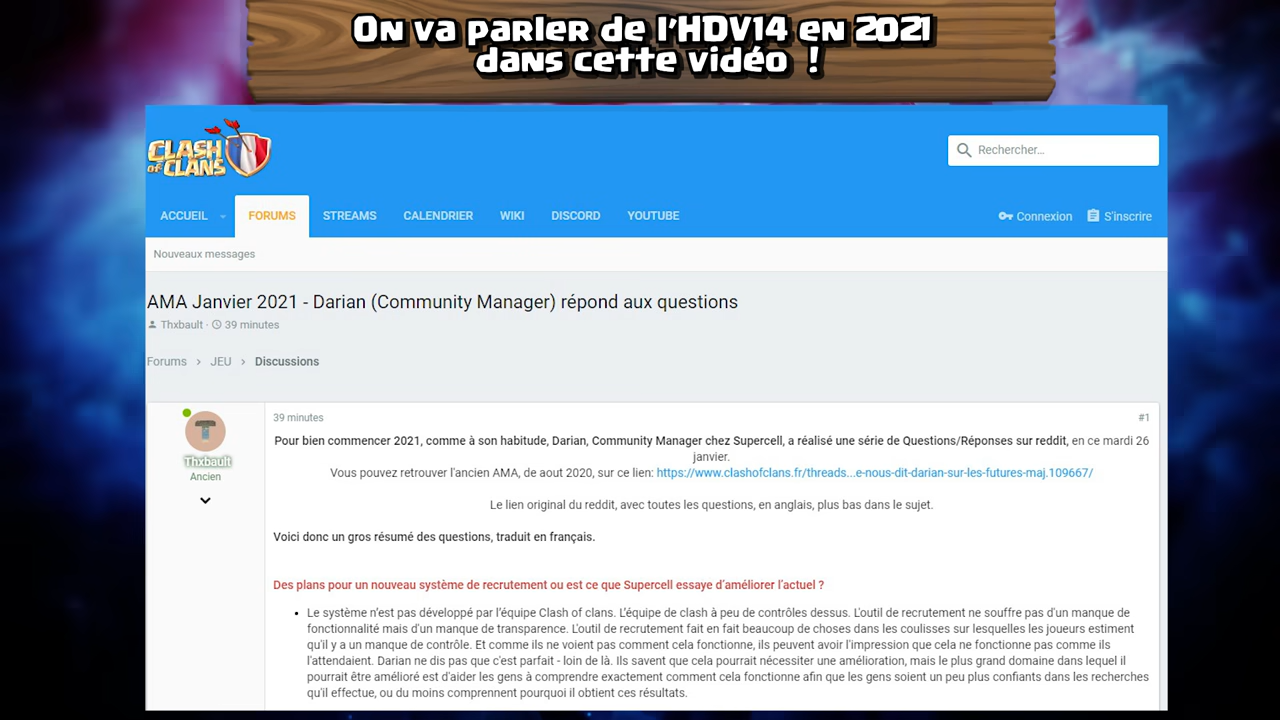 On va parler de l'HDV14 en 2021
dans cette vidéo !
CLASH
OF CLANS
Rechercher...
ACCUEIL
FORUMS
STREAMS
CALENDRIER
WIKI
DISCORD
YOUTUBE
Connexion
S'inscrire
Nouveaux messages
AMA Janvier 2021 - Darian (Community Manager) répond aux questions
Thxbault · 39 minutes
Forums > JEU > Discussions
Thxbault
Ancien
39 minutes
#1
Pour bien commencer 2021, comme à son habitude, Darian, Community Manager chez Supercell, a réalisé une série de Questions/Réponses sur reddit, en ce mardi 26
janvier.
Vous pouvez retrouver l'ancien AMA, de aout 2020, sur ce lien: https://www.clashofclans.fr/threads...e-nous-dit-darian-sur-les-futures-maj.109667/
Le lien original du reddit, avec toutes les questions, en anglais, plus bas dans le sujet.
Voici donc un gros résumé des questions, traduit en français.
Des plans pour un nouveau système de recrutement ou est ce que Supercell essaye d'améliorer l'actuel ?
• Le système n'est pas développé par l'équipe Clash of clans. L'équipe de clash à peu de contrôles dessus. L'outil de recrutement ne souffre pas d'un manque de
fonctionnalité mais d'un manque de transparence. L'outil de recrutement fait en fait beaucoup de choses dans les coulisses sur lesquelles les joueurs estiment
qu'il y a un manque de contrôle. Et comme ils ne voient pas comment cela fonctionne, ils peuvent avoir l'impression que cela ne fonctionne pas comme ils
l'attendaient. Darian ne dis pas que c'est parfait - loin de là. Ils savent que cela pourrait nécessiter une amélioration, mais le plus grand domaine dans lequel il
pourrait être amélioré est d'aider les gens à comprendre exactement comment cela fonctionne afin que les gens soient un peu plus confiants dans les recherches
qu'il effectue, ou du moins comprennent pourquoi il obtient ces résultats.